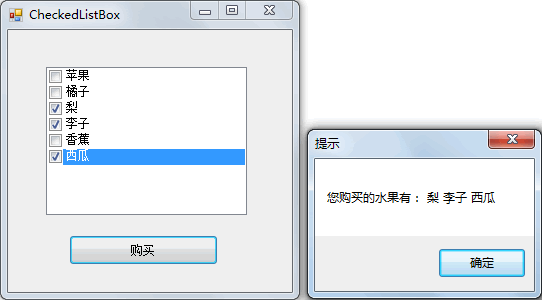 CheckedListBox
苹果
橘子
梨
李子
香蕉
西瓜
购买
提示
您购买的水果有： 梨 李子 西瓜
确定